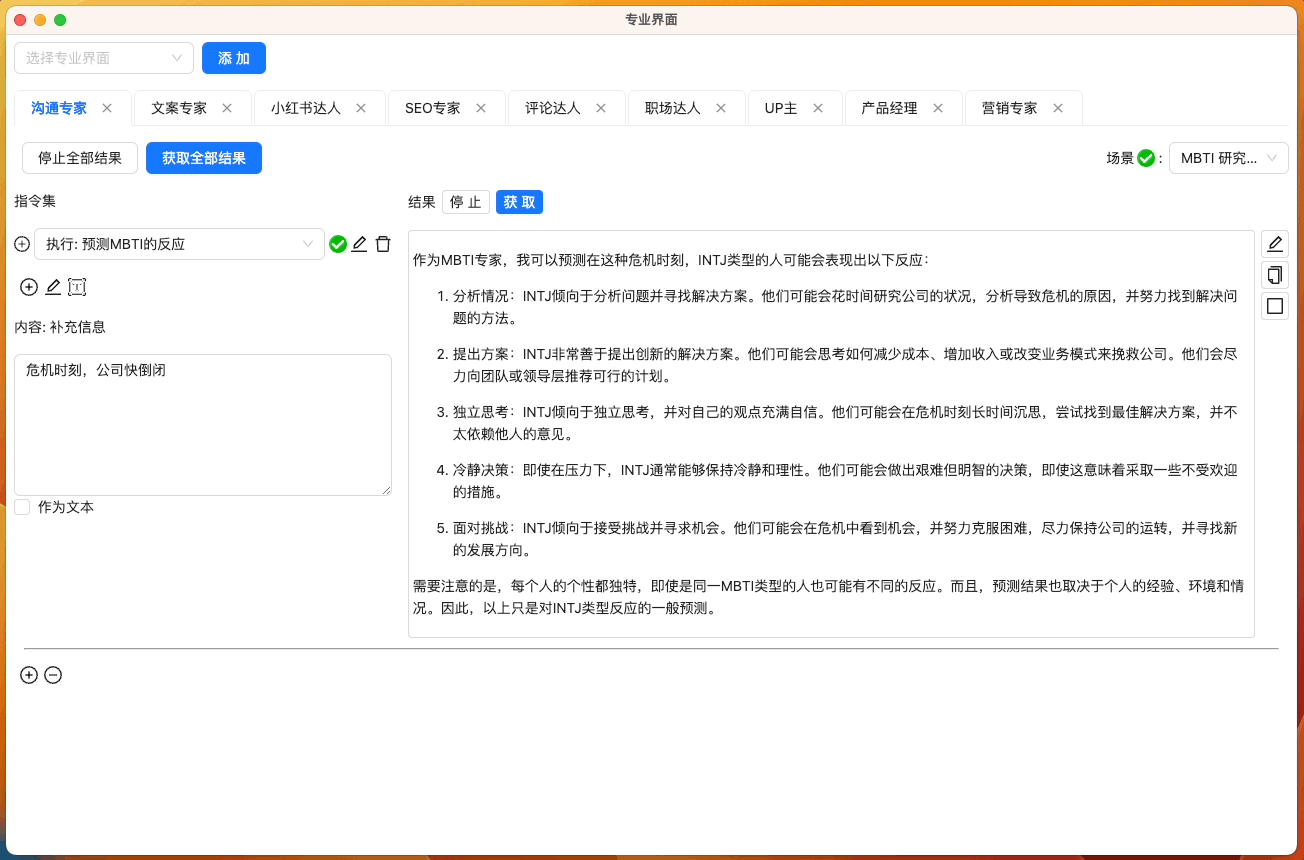 专业界面
选择专业界面
添 加
沟通专家
文案专家
小红书达人
SEO专家
评论达人
职场达人
UP主
产品经理
营销专家
停止全部结果
获取全部结果
场景
:
MBTI 研究...
指令集
结果
停 止
获 取
执行: 预测MBTI的反应
内容: 补充信息
危机时刻，公司快倒闭
作为文本
作为MBTI专家，我可以预测在这种危机时刻，INTJ类型的人可能会表现出以下反应：
1. 分析情况：INTJ倾向于分析问题并寻找解决方案。他们可能会花时间研究公司的状况，分析导致危机的原因，并努力找到解决问
题的方法。
2. 提出方案：INTJ非常善于提出创新的解决方案。他们可能会思考如何减少成本、增加收入或改变业务模式来挽救公司。他们会尽
力向团队或领导层推荐可行的计划。
3. 独立思考：INTJ倾向于独立思考，并对自己的观点充满自信。他们可能会在危机时刻长时间沉思，尝试找到最佳解决方案，并不
太依赖他人的意见。
4. 冷静决策：即使在压力下，INTJ通常能够保持冷静和理性。他们可能会做出艰难但明智的决策，即使这意味着采取一些不受欢迎
的措施。
5. 面对挑战：INTJ倾向于接受挑战并寻求机会。他们可能会在危机中看到机会，并努力克服困难，尽力保持公司的运转，并寻找新
的发展方向。
需要注意的是，每个人的个性都独特，即使是同一MBTI类型的人也可能有不同的反应。而且，预测结果也取决于个人的经验、环境和情
况。因此，以上只是对INTJ类型反应的一般预测。